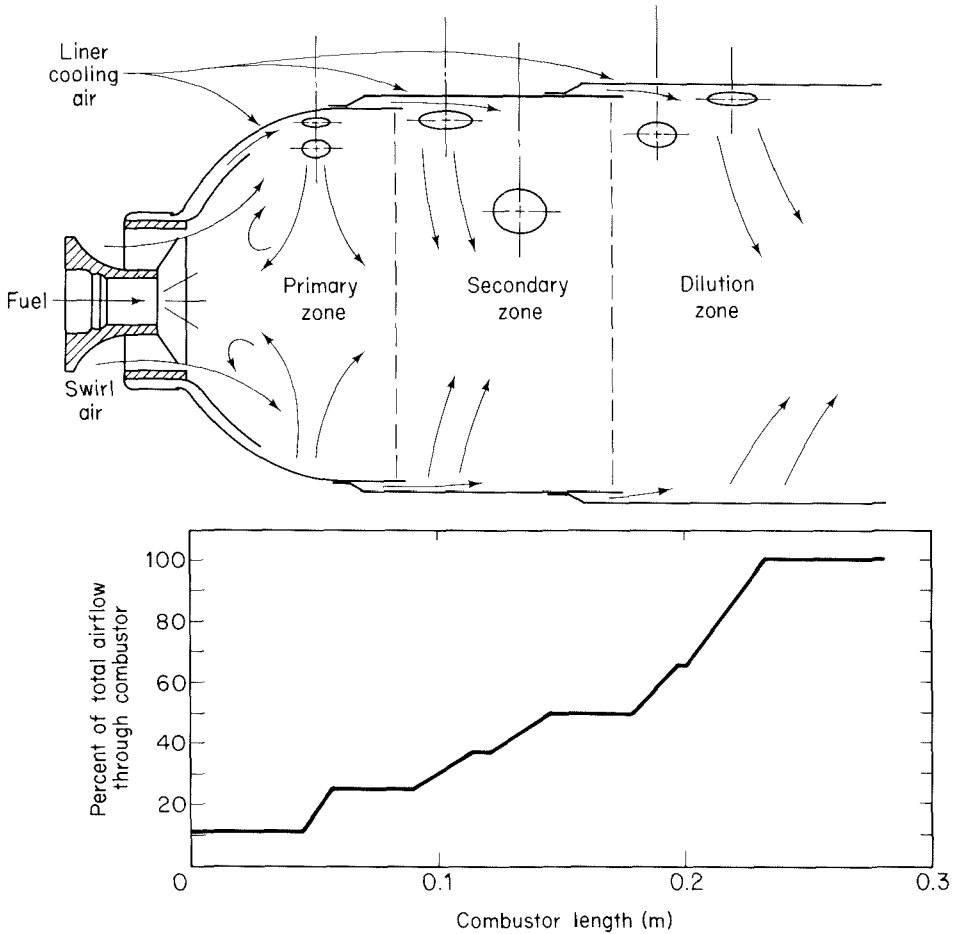 Liner
cooling
air
Fuel
Swirl
air
Primary
zone
Secondary
zone
Dilution
zone
Percent of total airflow
through combustor
100
80
60
40
20
0
0.1
0.2
0.3
Combustor length (m)